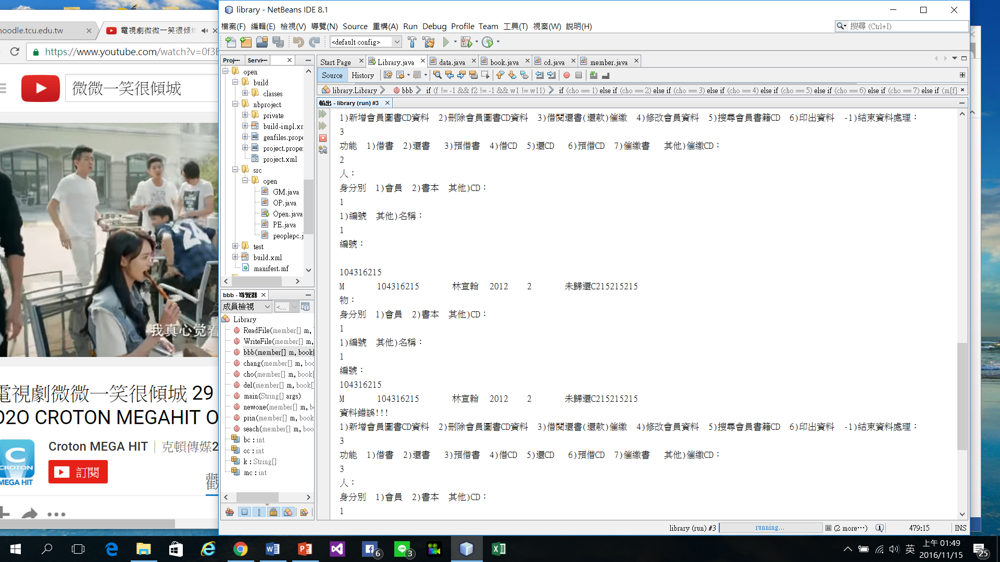 library - NetBeans IDE 8.1
檔案(F) 編輯(E) 檢視(V) 導覽(N) Source 重構(A) Run Debug Profile Team 工具(T) 視窗(W) 說明(H)
搜尋 (Ctrl+I)
noodle.tcu.edu.tw
電視劇微微一笑很傾城
https://www.youtube.com/watch?v=0f3
<default config>
微微一笑很傾城
Proj... Servi...
Start Page Library.java data.java book.java cd.java member.java
Source History
library.Library bbb if (f != -1 && f2 != -1 && w1 != w11) if (cho == 1) else if (cho == 2) else if (cho == 3) else if (cho == 4) else if (cho == 5) else if (cho == 6) else if (cho == 7) else if (m[f]
輸出 - library (run) #3
open
build
classes
nbproject
private
build-impl.xm
genfiles.prope
project.proper
project.xml
src
open
GM.java
OP.java
Open.java
PE.java
peoplepc.j
test
build.xml
manifest.mf
bbb - 導覽器
成員檢視 <...
Library
ReadFile(member[] m,
WriteFile(member[] m,
bbb(member[] m, book[
chang(member[] m, boo
cho(member[] m, book[
del(member[] m, book[]
main(String[] args)
newone(member[] m, b
prin(member[] m, book
seach(member[] m, boo
bc : int
cc : int
k : String[]
mc : int
1)新增會員圖書CD資料 2)刪除會員圖書CD資料 3)借閱還書(還款)催繳 4)修改會員資料 5)搜尋會員書籍CD 6)印出資料 -1)結束資料處理：
3
功能 1)借書 2)還書 3)預借書 4)借CD 5)還CD 6)預借CD 7)催繳書 其他)催繳CD：
2
人：
身分別 1)會員 2)書本 其他)CD：
1
1)編號 其他)名稱：
1
編號：
104316215
M 104316215 林宣翰 2012 2 未歸還C215215215
物：
身分別 1)會員 2)書本 其他)CD：
1
1)編號 其他)名稱：
1
編號：
104316215
M 104316215 林宣翰 2012 2 未歸還C215215215
資料錯誤!!!
1)新增會員圖書CD資料 2)刪除會員圖書CD資料 3)借閱還書(還款)催繳 4)修改會員資料 5)搜尋會員書籍CD 6)印出資料 -1)結束資料處理：
3
功能 1)借書 2)還書 3)預借書 4)借CD 5)還CD 6)預借CD 7)催繳書 其他)催繳CD：
3
人：
身分別 1)會員 2)書本 其他)CD：
1
我真心觉着
24
電視劇微微一笑很傾城 29
O2O CROTON MEGAHIT O
Croton MEGA HIT | 克頓傳媒2
C
CROTON
MEGA HIT
訂閱
觀
library (run) #3 running... (2 more...) 479:15 INS
6
3
英
上午 01:49
2016/11/15
25